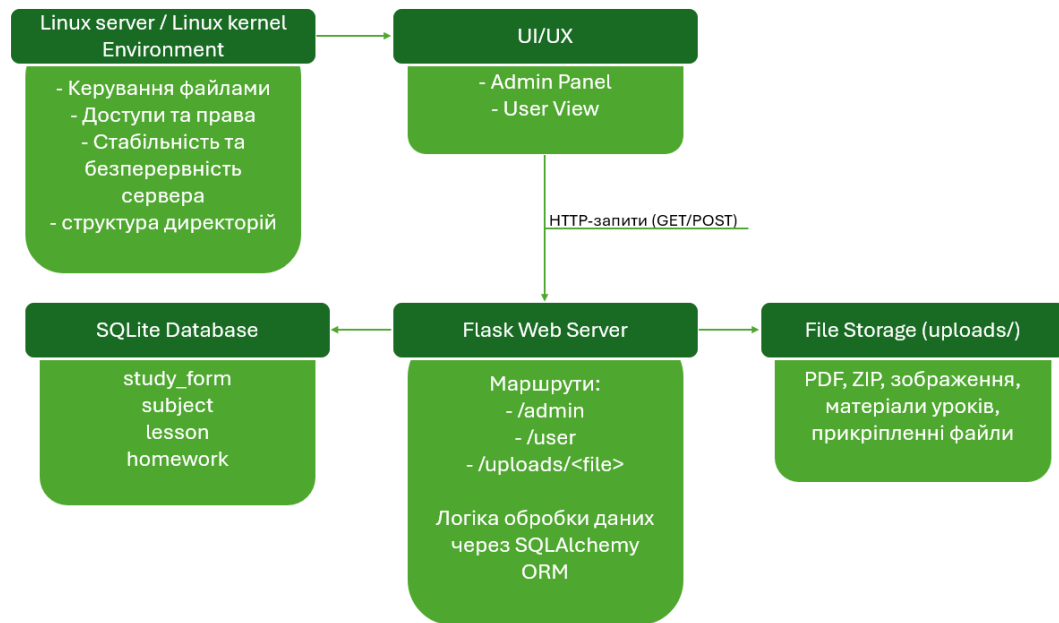 Linux server / Linux kernel
Environment
- Керування файлами
- Доступи та права
- Стабільність та
безперервність
сервера
- структура директорій
UI/UX
- Admin Panel
- User View
HTTP-запити (GET/POST)
SQLite Database
study_form
subject
lesson
homework
Flask Web Server
Маршрути:
- /admin
- /user
- /uploads/<file>
Логіка обробки даних
через SQLAlchemy
ORM
File Storage (uploads/)
PDF, ZIP, зображення,
матеріали уроків,
прикріпленні файли